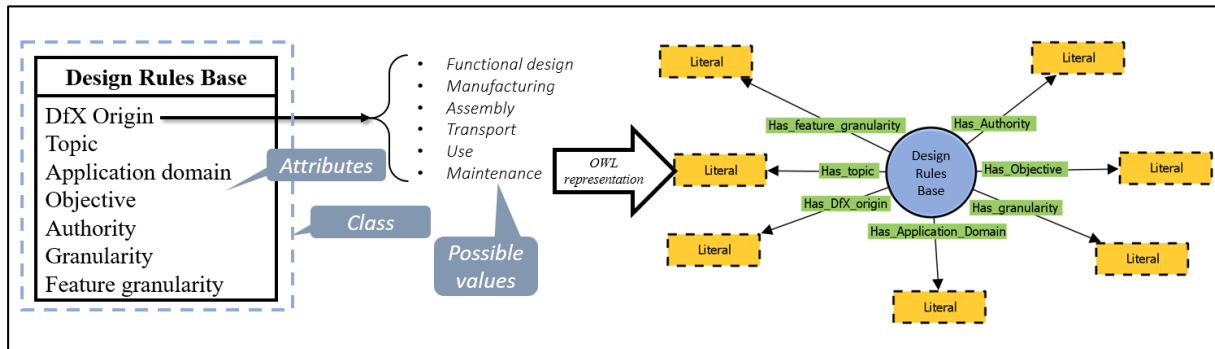 Design Rules Base
DfX Origin
Topic
Application domain
Objective
Authority
Granularity
Feature granularity
Attributes
Class
• Functional design
• Manufacturing
• Assembly
• Transport
• Use
• Maintenance
Possible
values
OWL
representation
Literal
Literal
Has_feature_granularity
Has_Authority
Literal
Has_topic
Design
Rules
Base
Has_Objective
Literal
Has_DfX_origin
Has_granularity
Has_Application_Domain
Literal
Literal
Literal